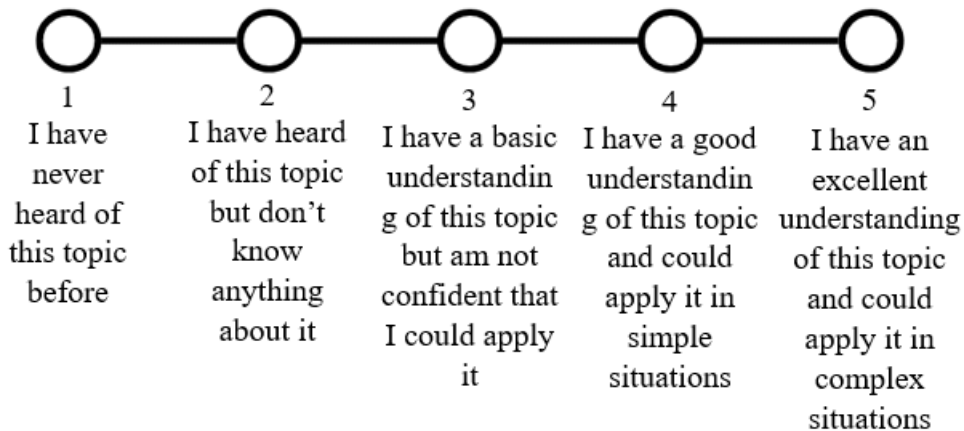 1
I have
never
heard of
this topic
before
2
I have heard
of this topic
but don’t
know
anything
about it
3
I have a basic
understandin
g of this topic
but am not
confident that
I could apply
it
4
I have a good
understandin
g of this topic
and could
apply it in
simple
situations
5
I have an
excellent
understanding
of this topic
and could
apply it in
complex
situations